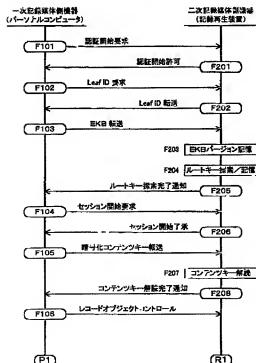 一次記録媒体側機器
(パーソナルコンピュータ)
二次記録媒体側機器
(記録再生装置)
F101
認証開始要求
認証開始許可
F201
F102
Leaf ID 要求
Leaf ID 転送
F202
F103
EKB 転送
F203
EKBバージョン記憶
F204
ルートキー探索/記憶
ルートキー探索完了通知
F205
F104
セッション開始要求
セッション開始了承
F206
F105
暗号化コンテンツキー転送
F207
コンテンツキー解読
コンテンツキー解読完了通知
F208
F106
レコードオブジェクト・コントロール
P1
R1